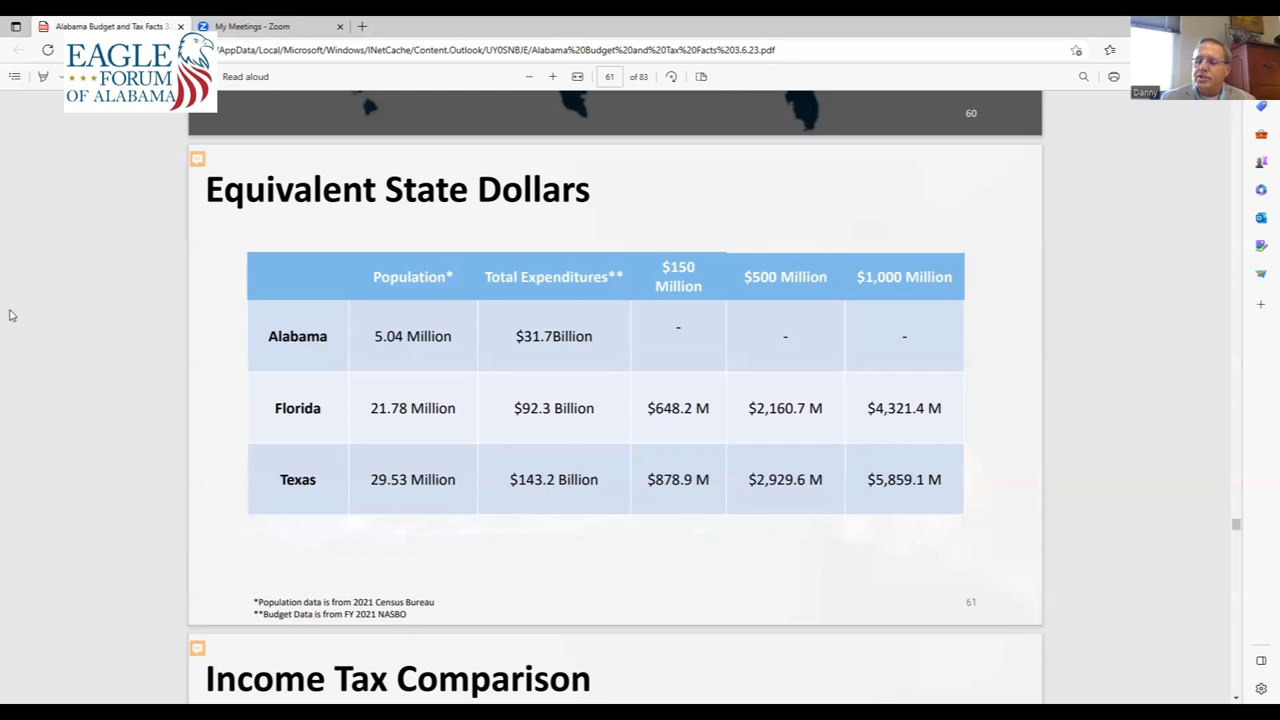 Alabama Budget and Tax Facts 3.
My Meetings - Zoom
/AppData/Local/Microsoft/Windows/INetCache/Content.Outlook/UY0SNBJE/Alabama%20Budget%20and%20Tax%20Facts%203.6.23.pdf
EAGLE
FORUM
OF ALABAMA
Read aloud
61 of 83
Danny
60
Equivalent State Dollars
Population* Total Expenditures** $150 Million $500 Million $1,000 Million
Alabama 5.04 Million $31.7Billion - - -
Florida 21.78 Million $92.3 Billion $648.2 M $2,160.7 M $4,321.4 M
Texas 29.53 Million $143.2 Billion $878.9 M $2,929.6 M $5,859.1 M
*Population data is from 2021 Census Bureau
**Budget Data is from FY 2021 NASBO
61
Income Tax Comparison